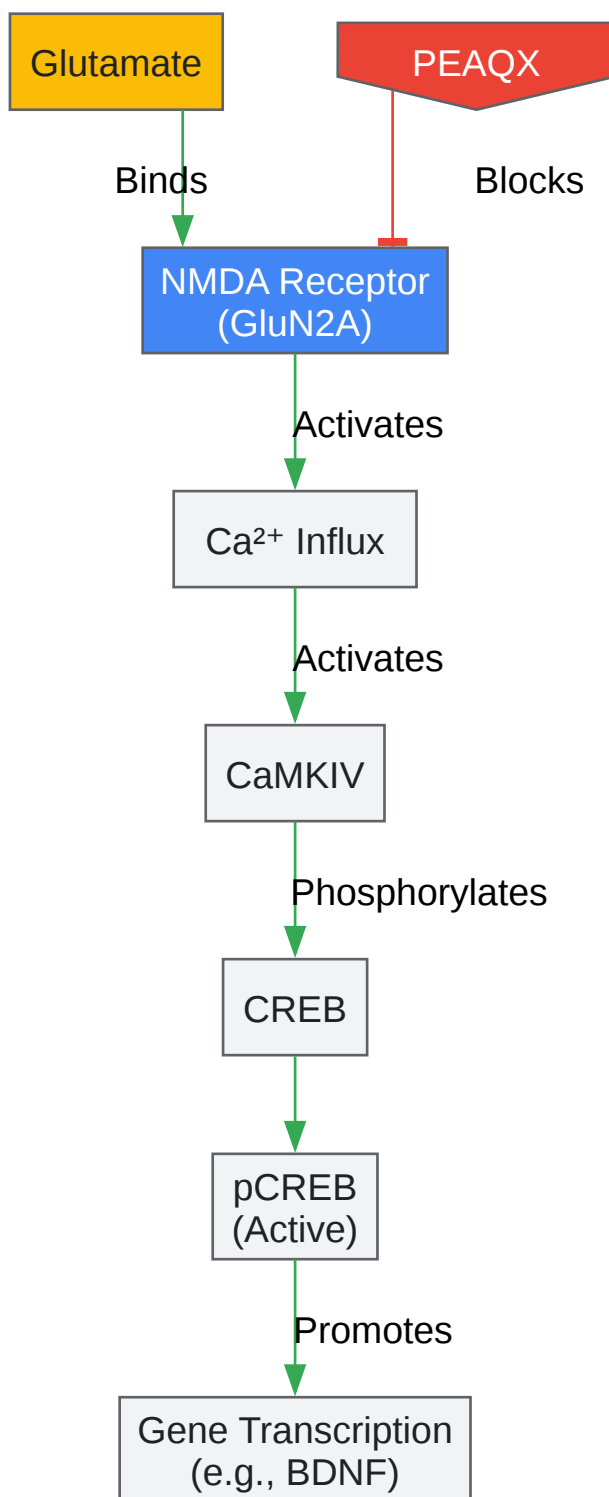 Glutamate
PEAQX
Binds
Blocks
NMDA Receptor
(GluN2A)
Activates
Ca²⁺ Influx
Activates
CaMKIV
Phosphorylates
CREB
pCREB
(Active)
Promotes
Gene Transcription
(e.g., BDNF)